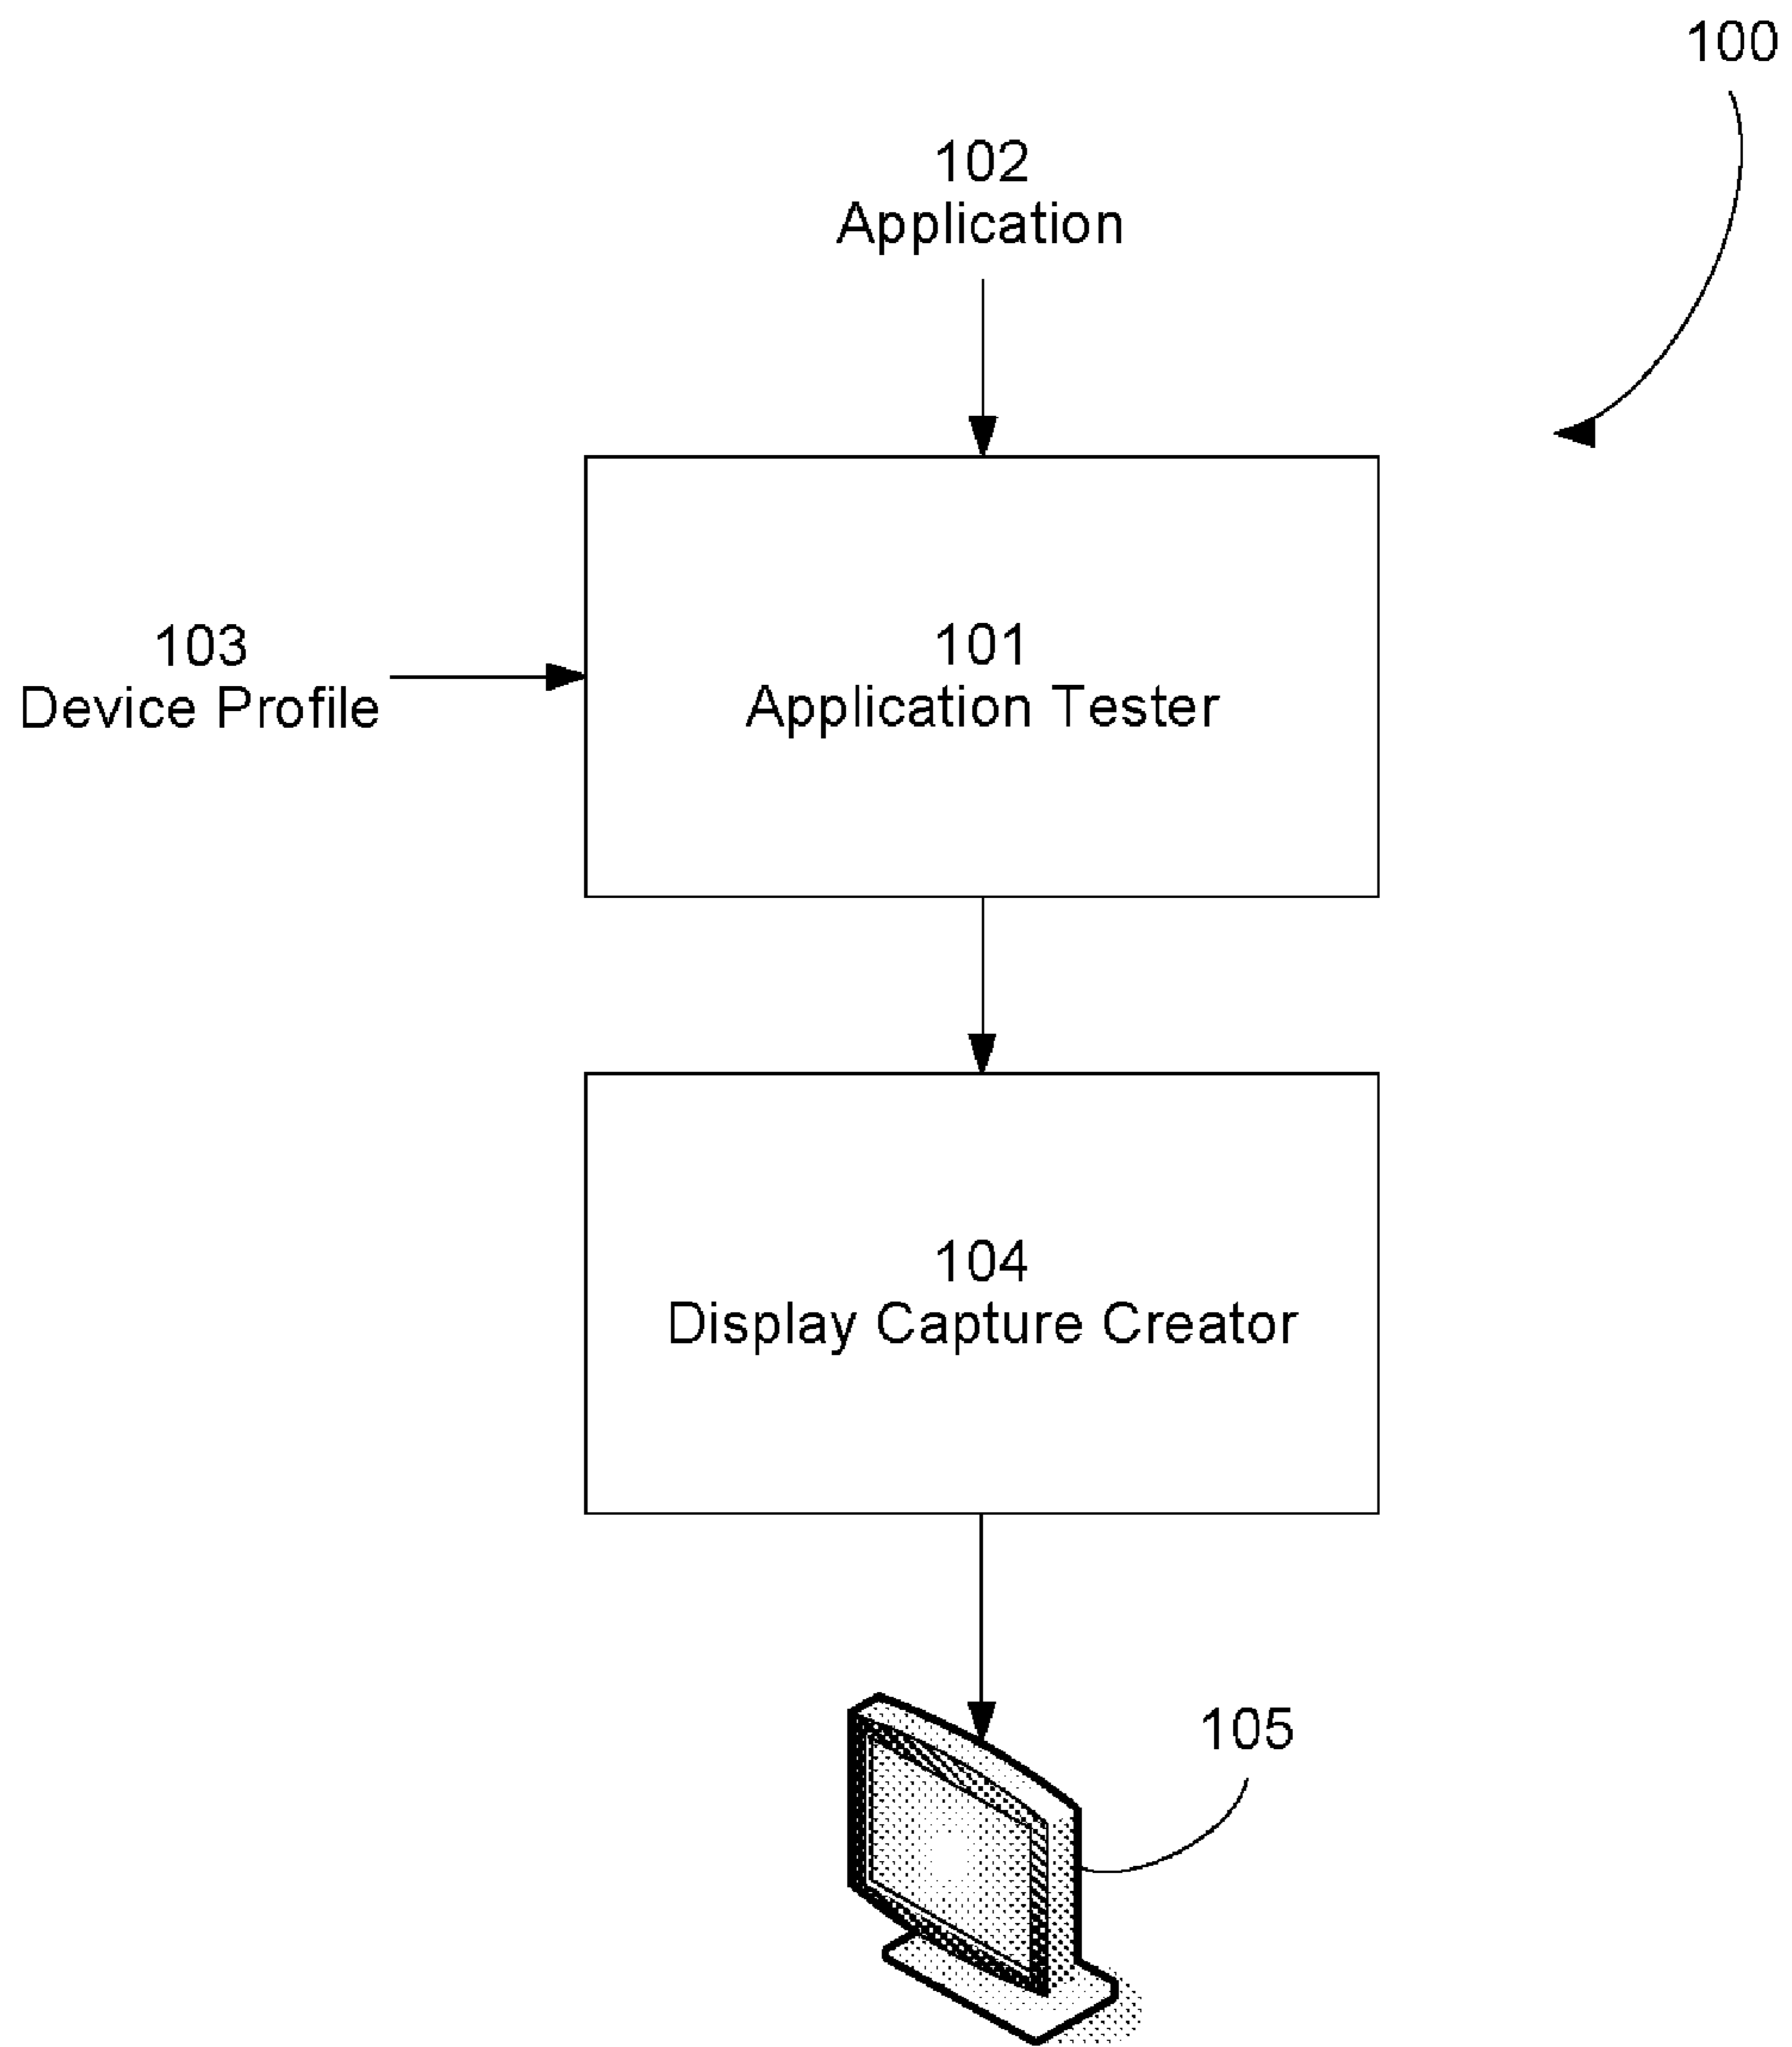 100
102
Application
103
Device Profile
101
Application Tester
104
Display Capture Creator
105